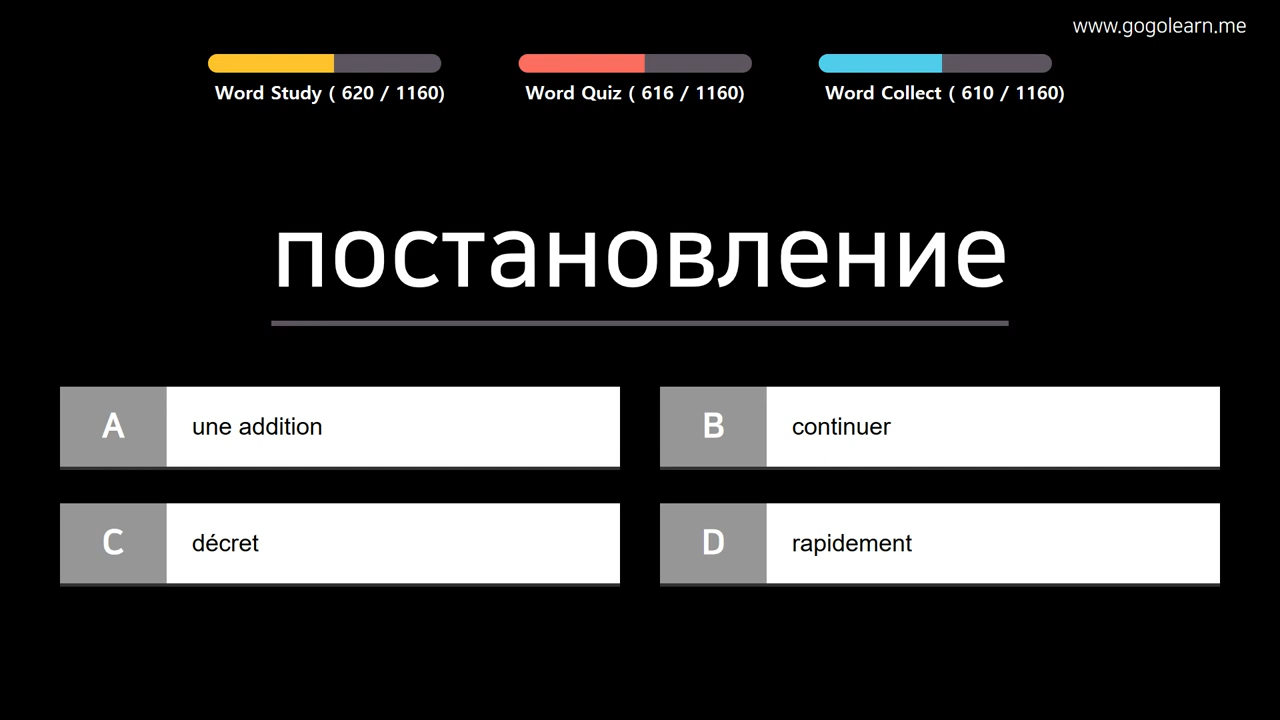 www.gogolearn.me
Word Study ( 620 / 1160)
Word Quiz ( 616 / 1160)
Word Collect ( 610 / 1160)
постановление
A
une addition
B
continuer
C
décret
D
rapidement